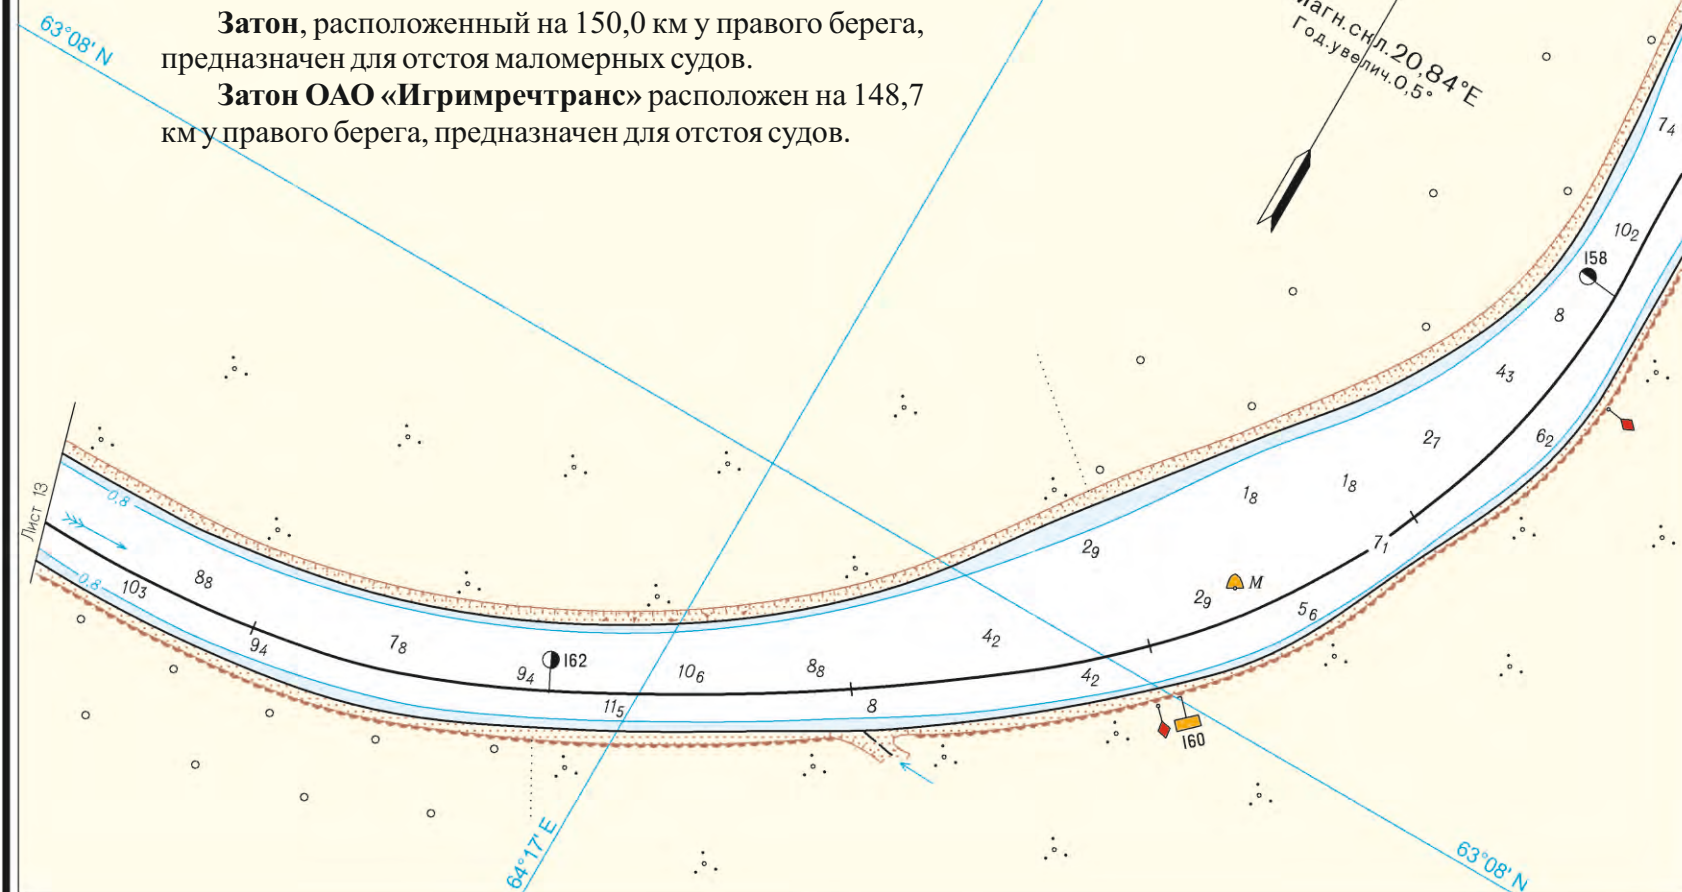 Затон, расположенный на 150,0 км у правого берега,
предназначен для отстоя маломерных судов.
Затон ОАО «Игримречтранс» расположен на 148,7
км у правого берега, предназначен для отстоя судов.
63°08' N
Магн.скл.20,84°E
Год.увелич.0,5°
74
102
158
8
43
27
62
18
18
71
29
29
М
56
42
42
160
88
8
106
115
162
94
78
94
88
103
0.8
0.8
Лист 13
64°17' E
63°08' N